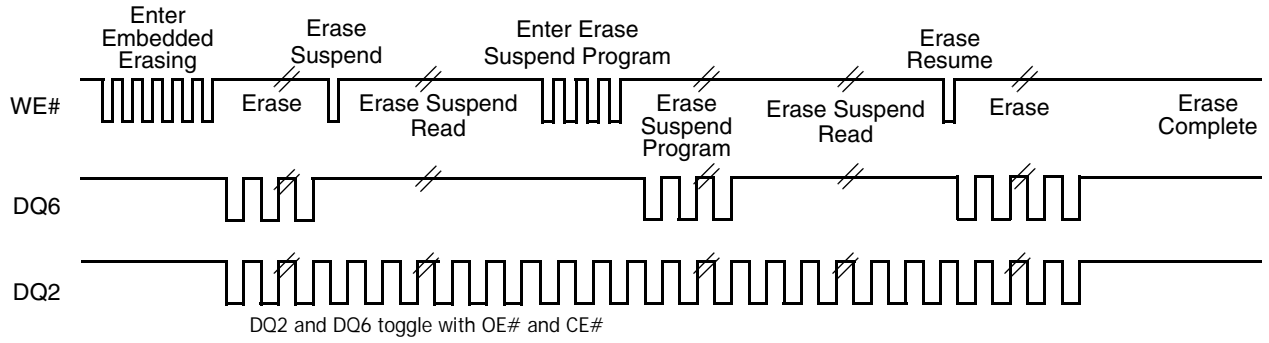 Enter
Embedded
Erasing
Erase
Suspend
Enter Erase
Suspend Program
Erase
Resume
WE#
Erase
Erase Suspend
Read
Erase
Suspend
Program
Erase Suspend
Read
Erase
Erase
Complete
DQ6
DQ2
DQ2 and DQ6 toggle with OE# and CE#